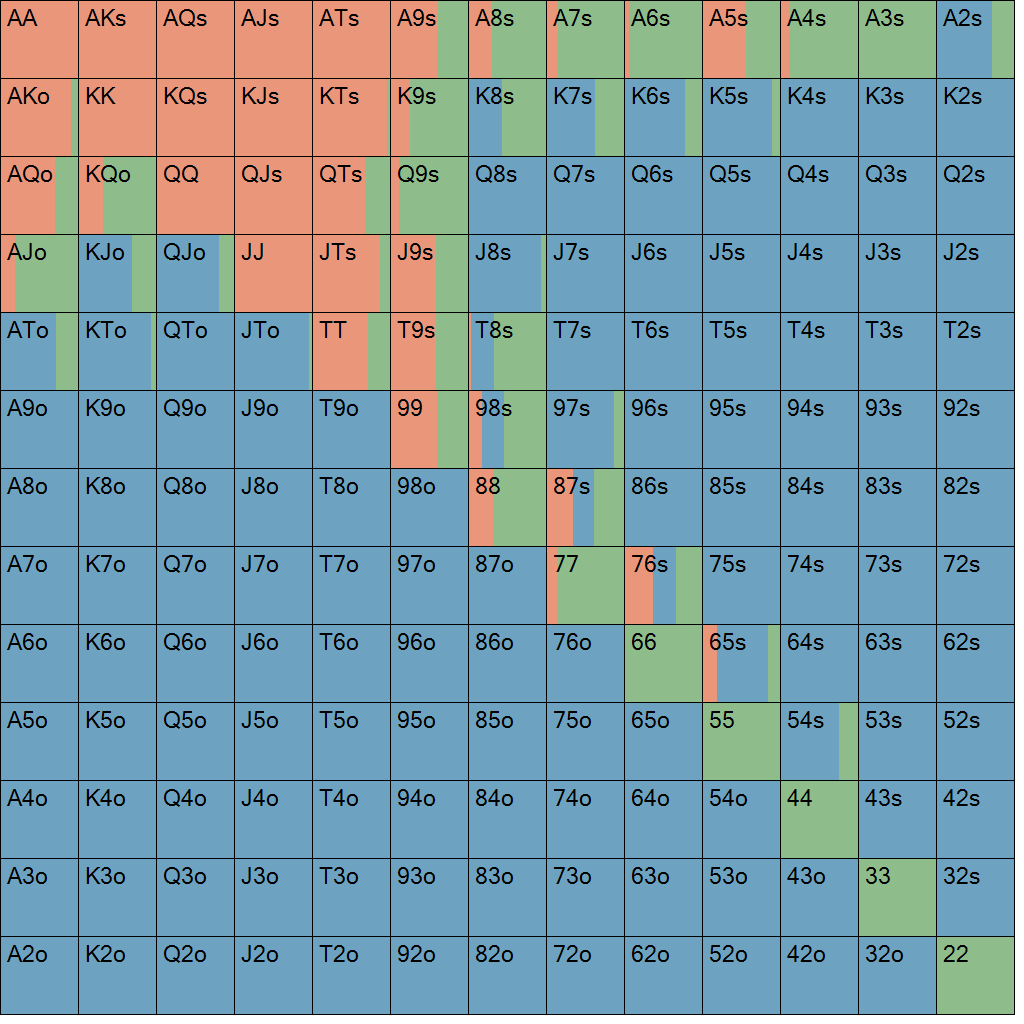 AA AKs AQs AJs ATs A9s A8s A7s A6s A5s A4s A3s A2s
AKo KK KQs KJs KTs K9s K8s K7s K6s K5s K4s K3s K2s
AQo KQo QQ QJs QTs Q9s Q8s Q7s Q6s Q5s Q4s Q3s Q2s
AJo KJo QJo JJ JTs J9s J8s J7s J6s J5s J4s J3s J2s
ATo KTo QTo JTo TT T9s T8s T7s T6s T5s T4s T3s T2s
A9o K9o Q9o J9o T9o 99 98s 97s 96s 95s 94s 93s 92s
A8o K8o Q8o J8o T8o 98o 88 87s 86s 85s 84s 83s 82s
A7o K7o Q7o J7o T7o 97o 87o 77 76s 75s 74s 73s 72s
A6o K6o Q6o J6o T6o 96o 86o 76o 66 65s 64s 63s 62s
A5o K5o Q5o J5o T5o 95o 85o 75o 65o 55 54s 53s 52s
A4o K4o Q4o J4o T4o 94o 84o 74o 64o 54o 44 43s 42s
A3o K3o Q3o J3o T3o 93o 83o 73o 63o 53o 43o 33 32s
A2o K2o Q2o J2o T2o 92o 82o 72o 62o 52o 42o 32o 22